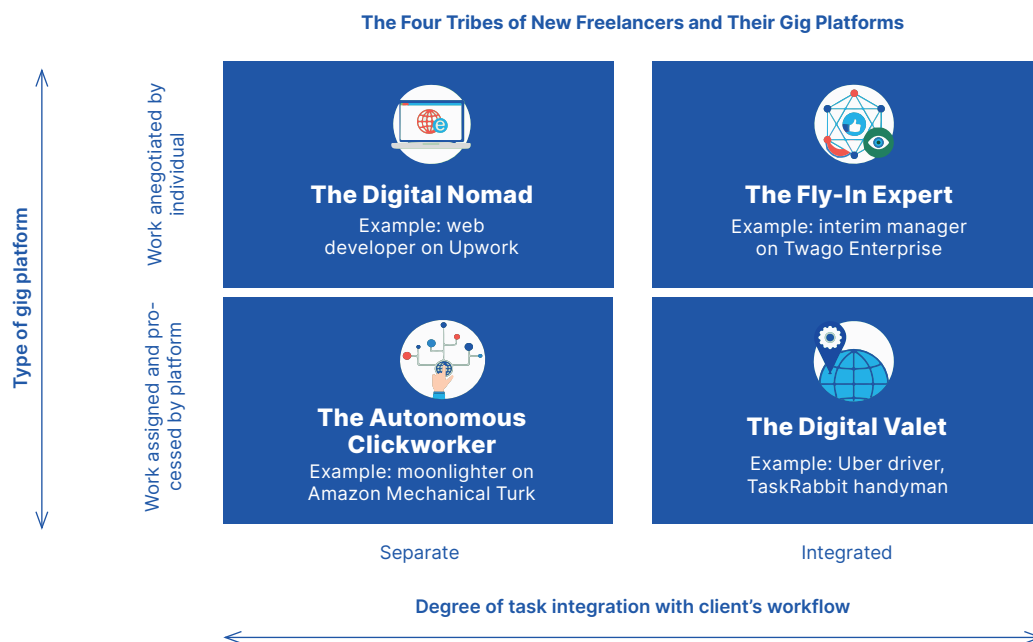 The Four Tribes of New Freelancers and Their Gig Platforms
Type of gig platform
Work anegotiated by
individual
The Digital Nomad
Example: web
developer on Upwork
The Fly-In Expert
Example: interim manager
on Twago Enterprise
Work assigned and pro-
cessed by platform
The Autonomous
Clickworker
Example: moonlighter on
Amazon Mechanical Turk
The Digital Valet
Example: Uber driver,
TaskRabbit handyman
Separate
Integrated
Degree of task integration with client’s workflow